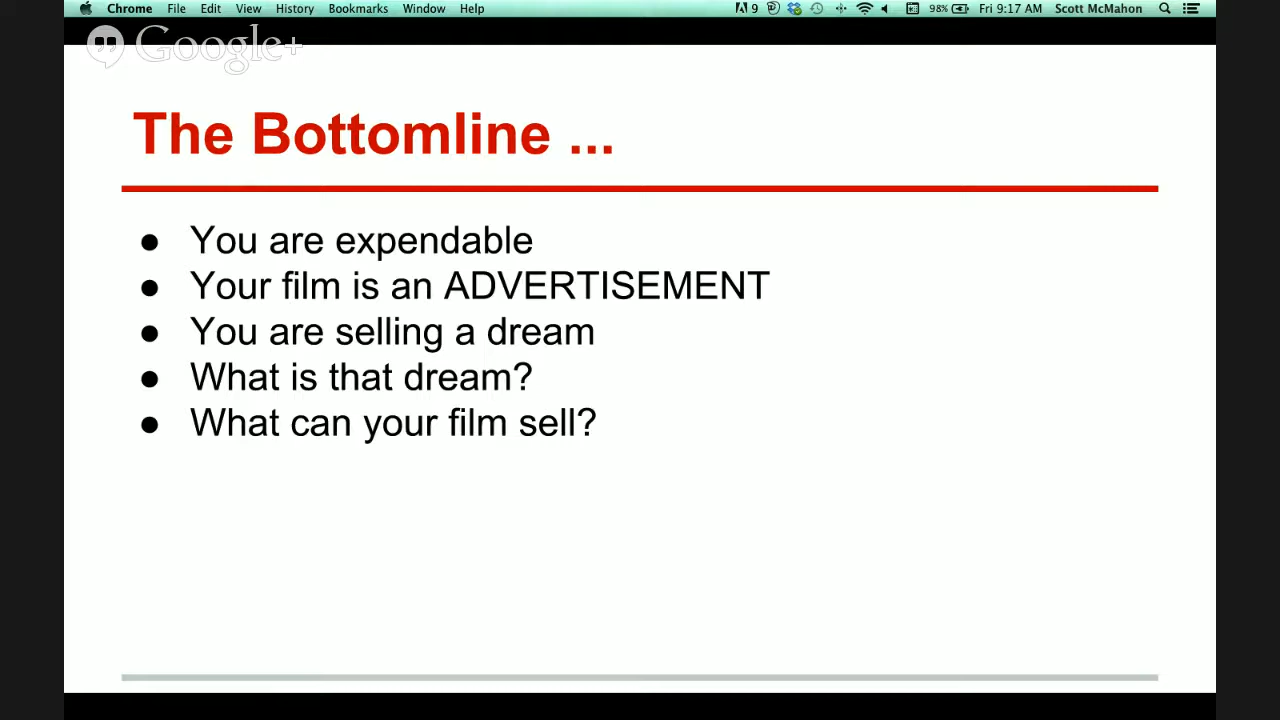 Chrome File Edit View History Bookmarks Window Help 9 98% Fri 9:17 AM Scott McMahon
Google+
The Bottomline ...
● You are expendable
● Your film is an ADVERTISEMENT
● You are selling a dream
● What is that dream?
● What can your film sell?